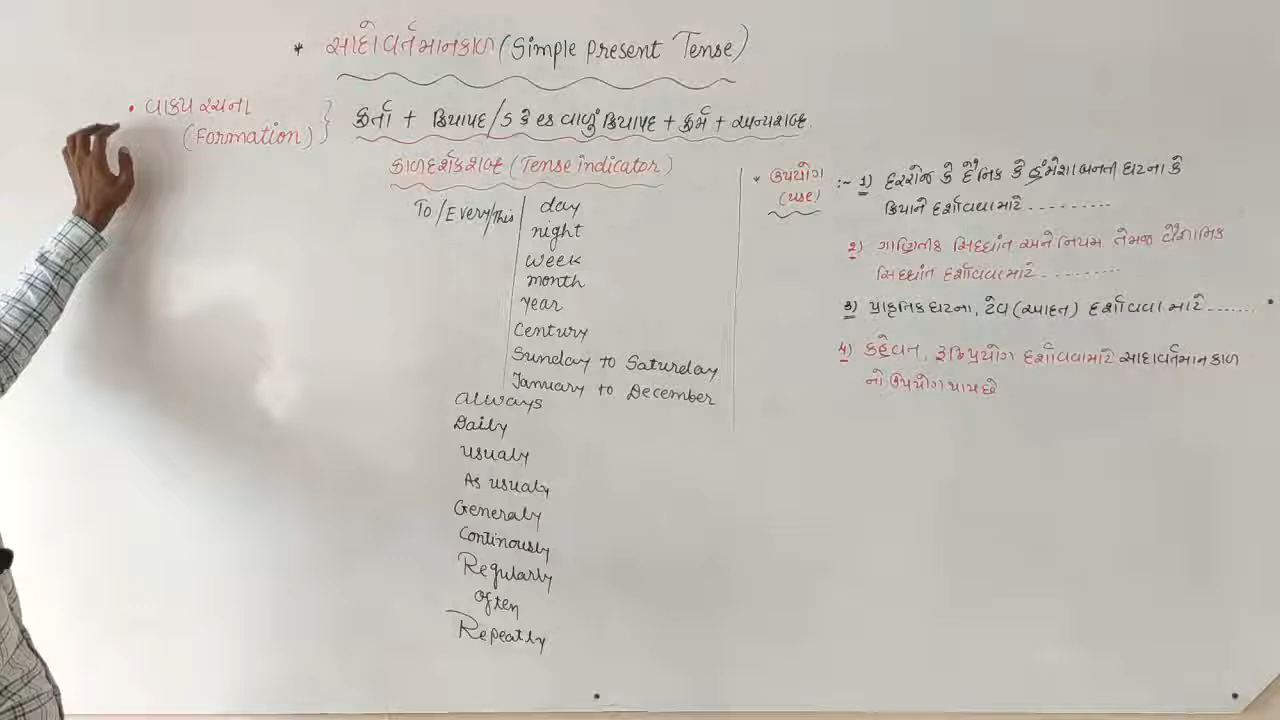 * સાદો વર્તમાનકાળ (Simple Present Tense)
• વાક્ય રચના
(Formation) }
કર્તા + ક્રિયાપદ/S કે es વાળું ક્રિયાપદ + કર્મ + અન્યશબ્દ.
કાળદર્શક શબ્દ (Tense indicator)
To/Every/This
day
night
week
month
Year
Century
Sunday to Saturday
January to December
always
Daily
usualy
As usualy
Generaly
Continously
Regularly
often
Repeatly
* ઉપયોગ
(use)
:- 1) દરરોજ કે દૈનિક કે હંમેશા બનતી ઘટના કે
ક્રિયાને દર્શાવવા માટે ..........
2) ગાણિતીક સિધ્ધાંત અને નિયમ તેમજ વૈજ્ઞાનિક
સિધ્ધાંત દર્શાવવા માટે ..........
3) પ્રાકૃતિક ઘટના, ટેવ (આદત) દર્શાવવા માટે .......
4) કહેવત, રૂઢિપ્રયોગ દર્શાવવા માટે સાદા વર્તમાન કાળ
નો ઉપયોગ થાય છે